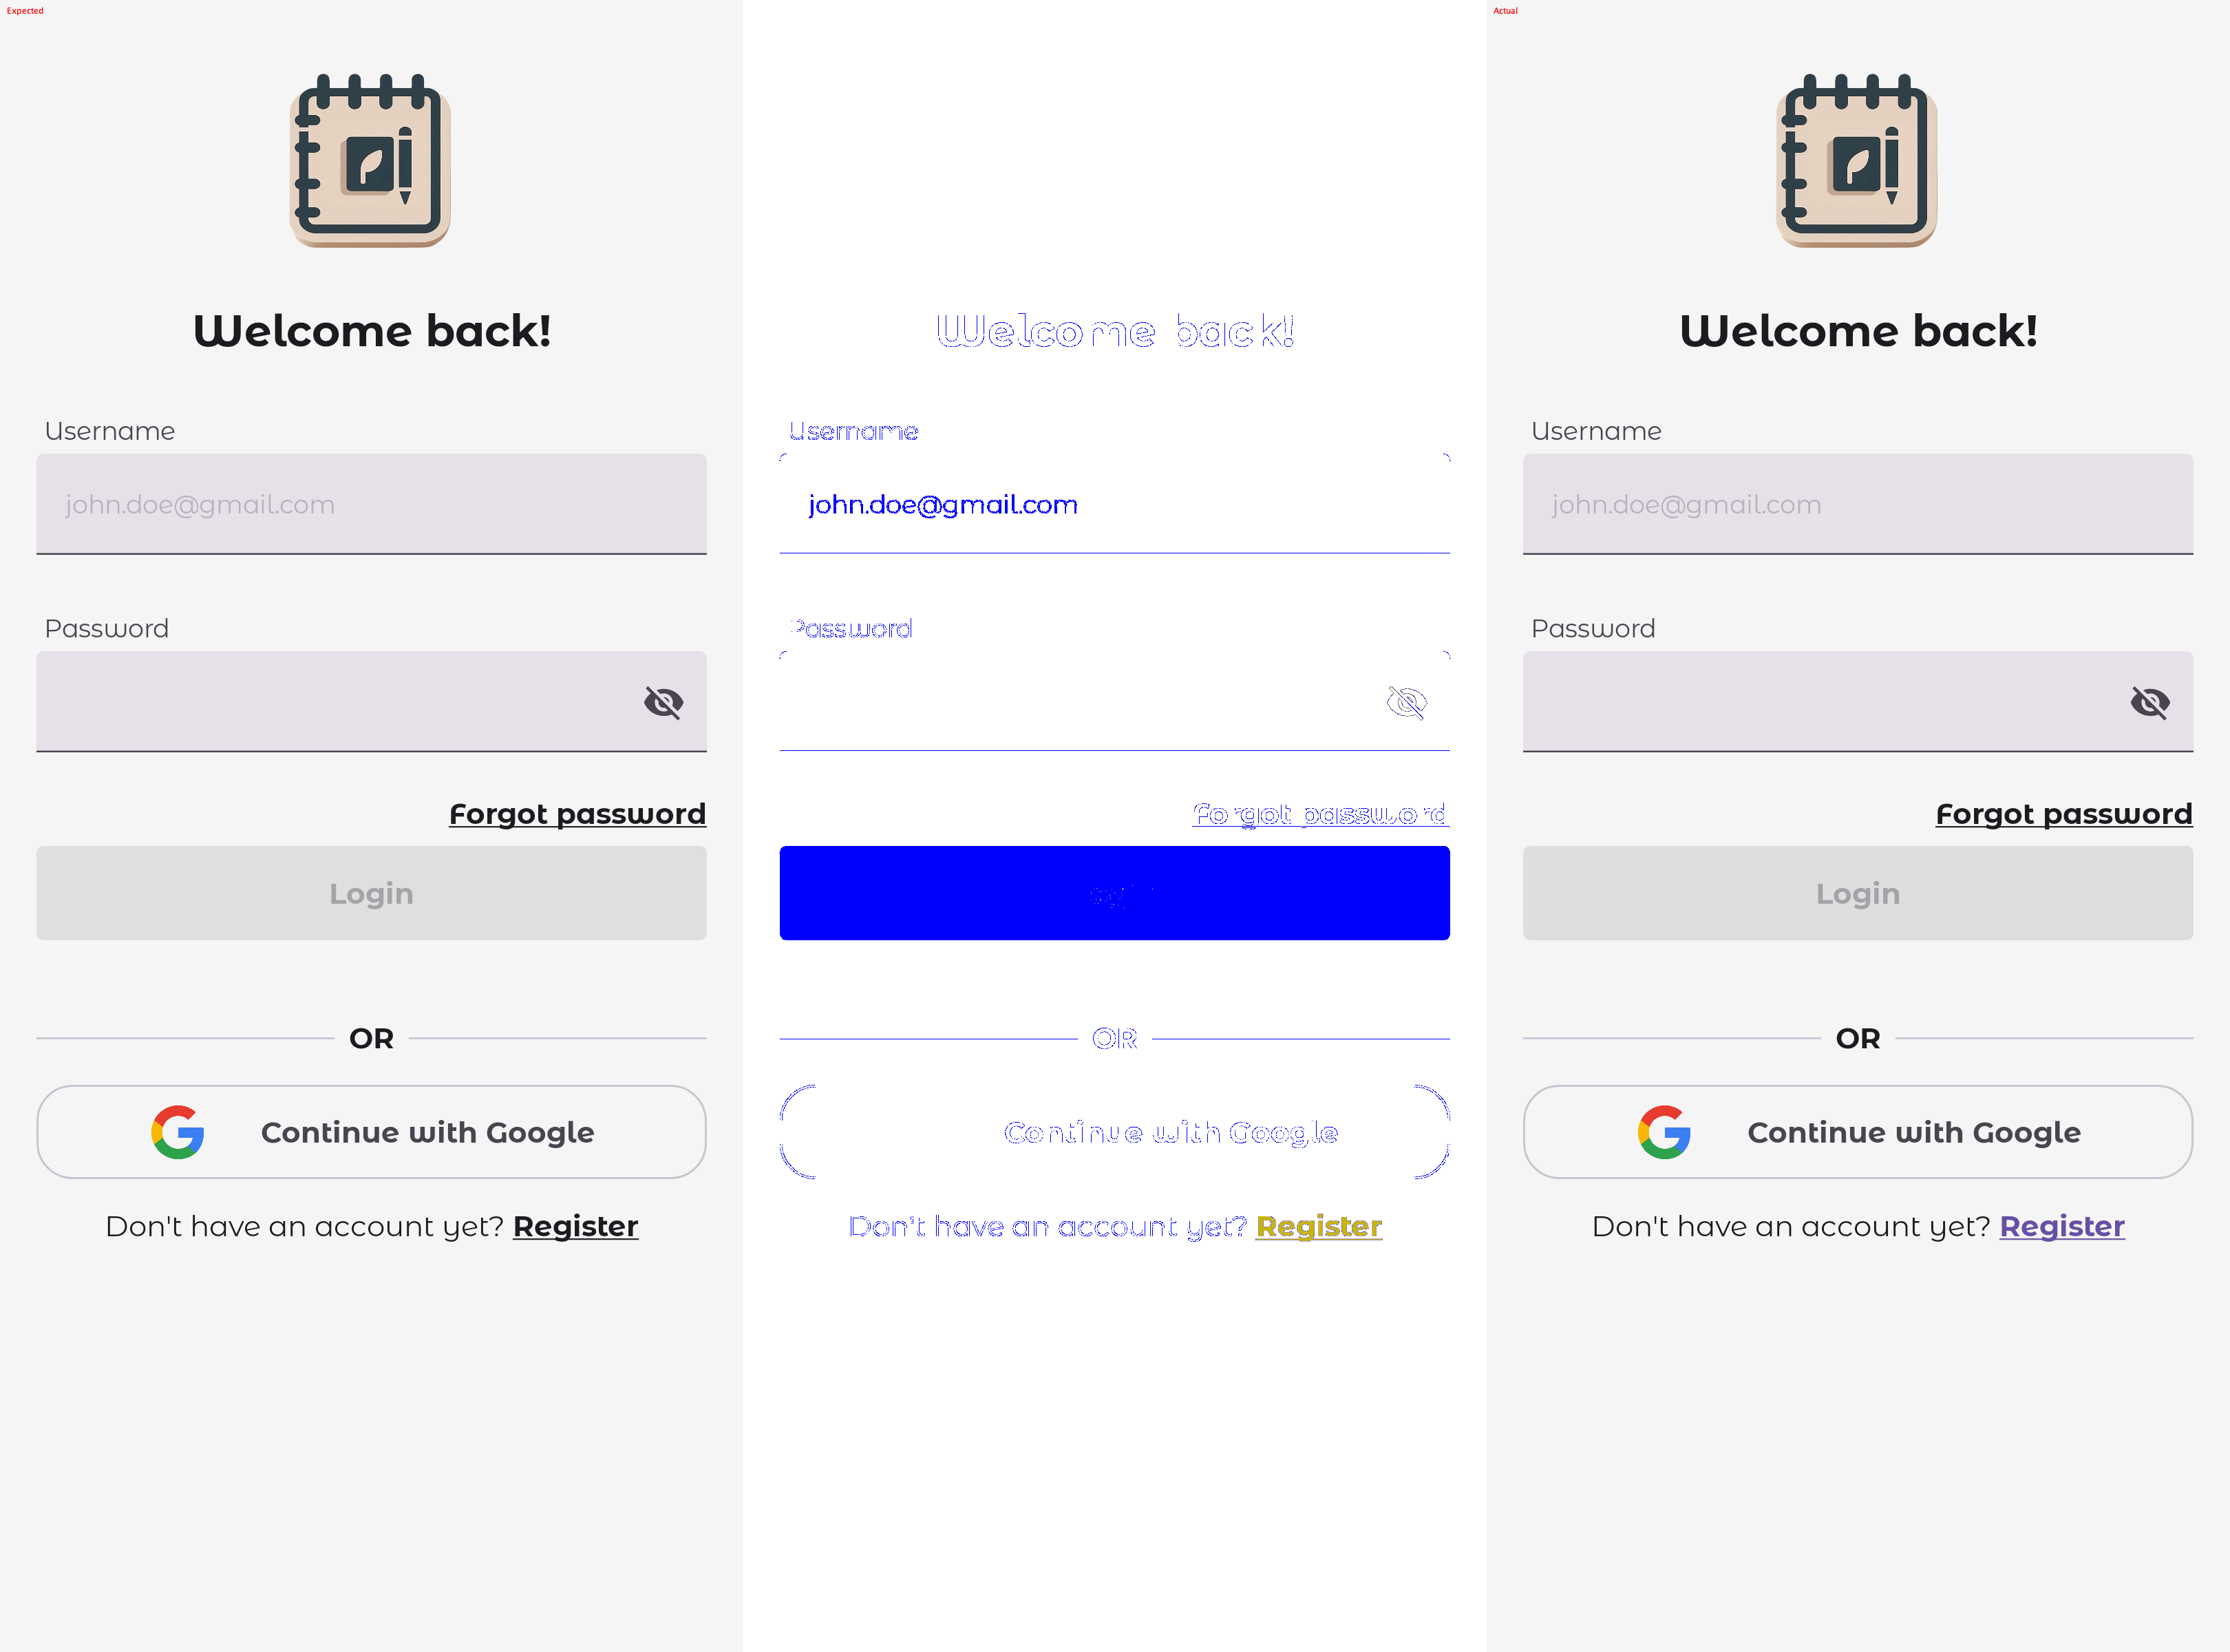 Expected
Welcome back!
Username
john.doe@gmail.com
Password
Forgot password
Login
OR
Continue with Google
Don't have an account yet? Register
Welcome back!
Username
john.doe@gmail.com
Password
Forgot password
OR
Continue with Google
Don't have an account yet? Register
Actual
Welcome back!
Username
john.doe@gmail.com
Password
Forgot password
Login
OR
Continue with Google
Don't have an account yet? Register